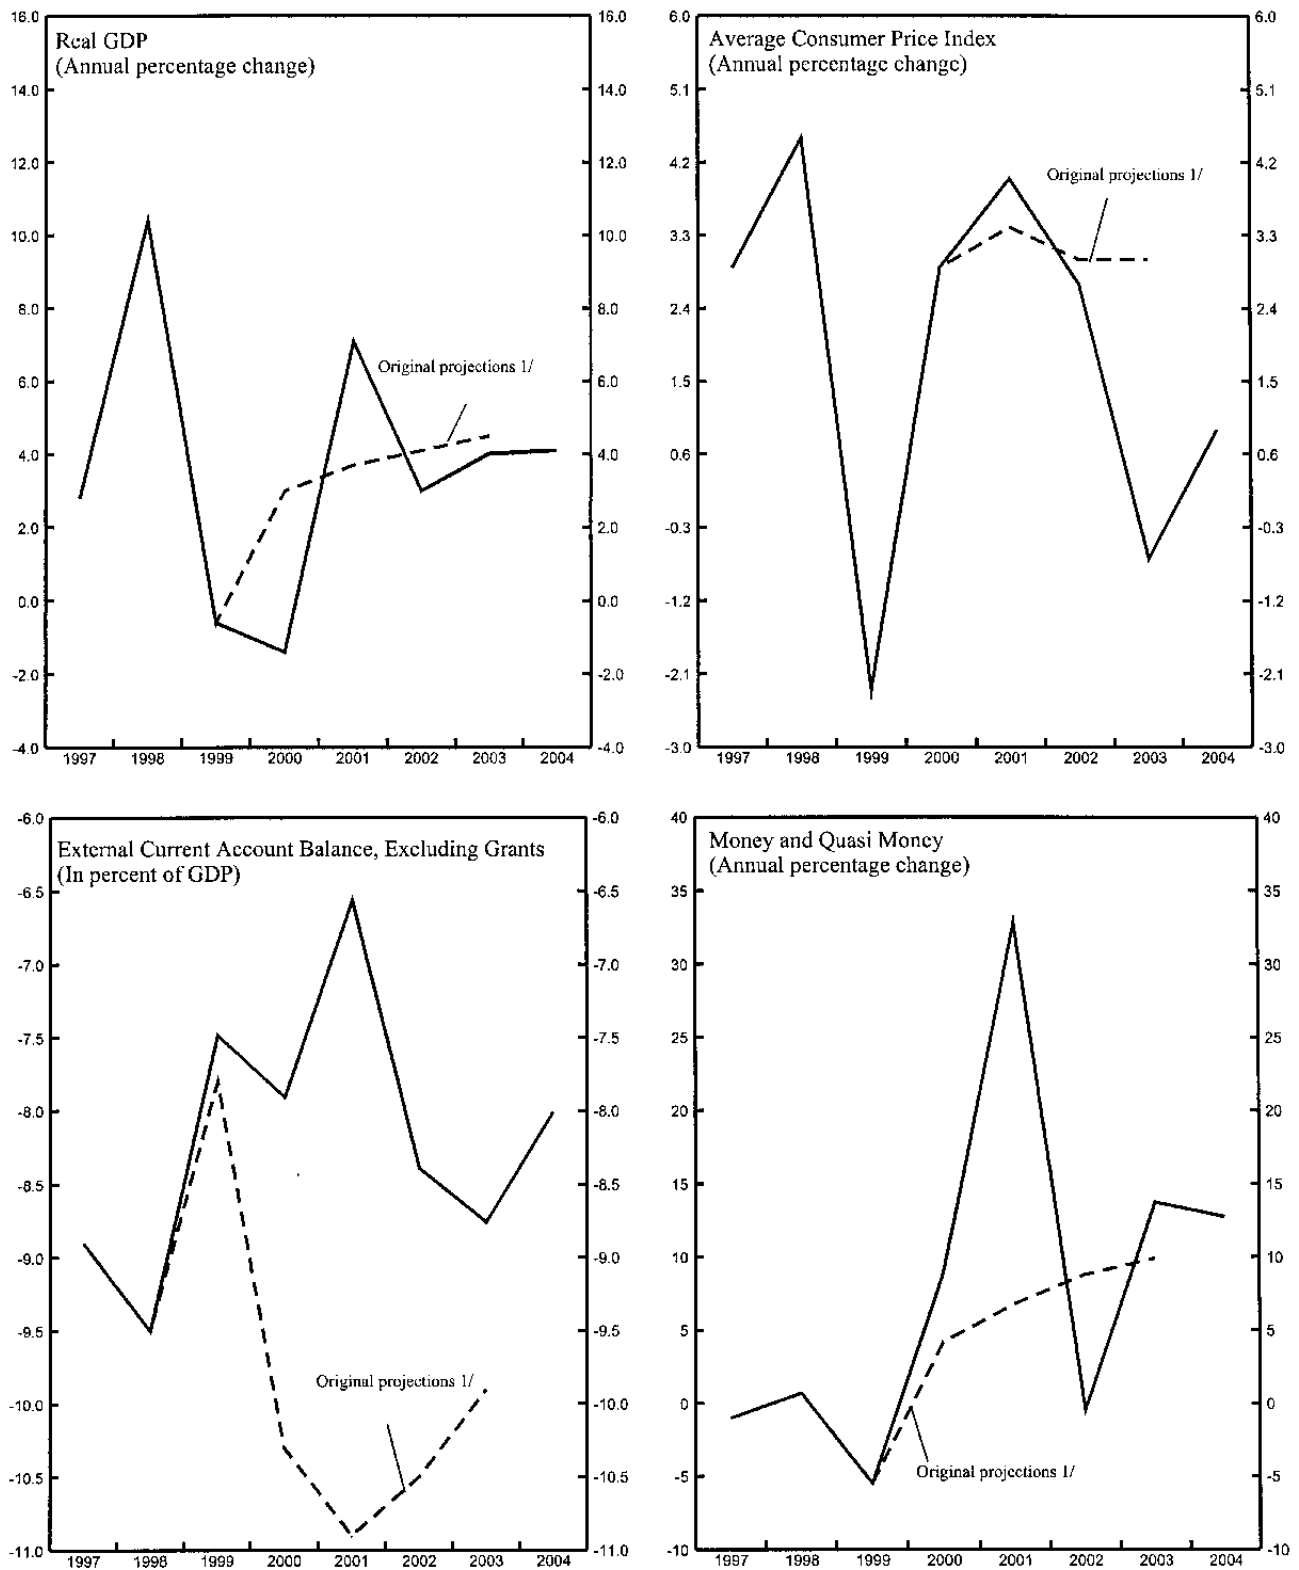 Real GDP
(Annual percentage change)
16.0 16.0
14.0 14.0
12.0 12.0
10.0 10.0
8.0 8.0
6.0 6.0
4.0 4.0
2.0 2.0
0.0 0.0
-2.0 -2.0
-4.0 -4.0
Original projections 1/
1997 1998 1999 2000 2001 2002 2003 2004
Average Consumer Price Index
(Annual percentage change)
6.0 6.0
5.1 5.1
4.2 4.2
3.3 3.3
2.4 2.4
1.5 1.5
0.6 0.6
-0.3 -0.3
-1.2 -1.2
-2.1 -2.1
-3.0 -3.0
Original projections 1/
1997 1998 1999 2000 2001 2002 2003 2004
External Current Account Balance, Excluding Grants
(In percent of GDP)
-6.0 -6.0
-6.5 -6.5
-7.0 -7.0
-7.5 -7.5
-8.0 -8.0
-8.5 -8.5
-9.0 -9.0
-9.5 -9.5
-10.0 -10.0
-10.5 -10.5
-11.0 -11.0
Original projections 1/
1997 1998 1999 2000 2001 2002 2003 2004
Money and Quasi Money
(Annual percentage change)
40 40
35 35
30 30
25 25
20 20
15 15
10 10
5 5
0 0
-5 -5
-10 -10
Original projections 1/
1997 1998 1999 2000 2001 2002 2003 2004